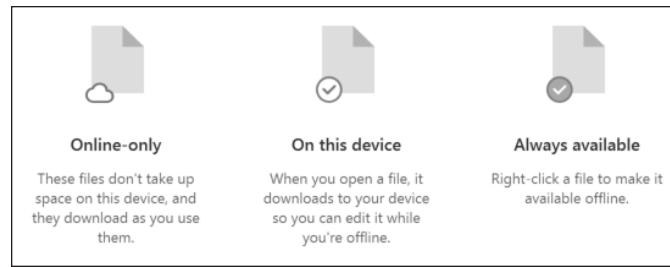 Online-only
These files don't take up
space on this device, and
they download as you use
them.
On this device
When you open a file, it
downloads to your device
so you can edit it while
you're offline.
Always available
Right-click a file to make it
available offline.